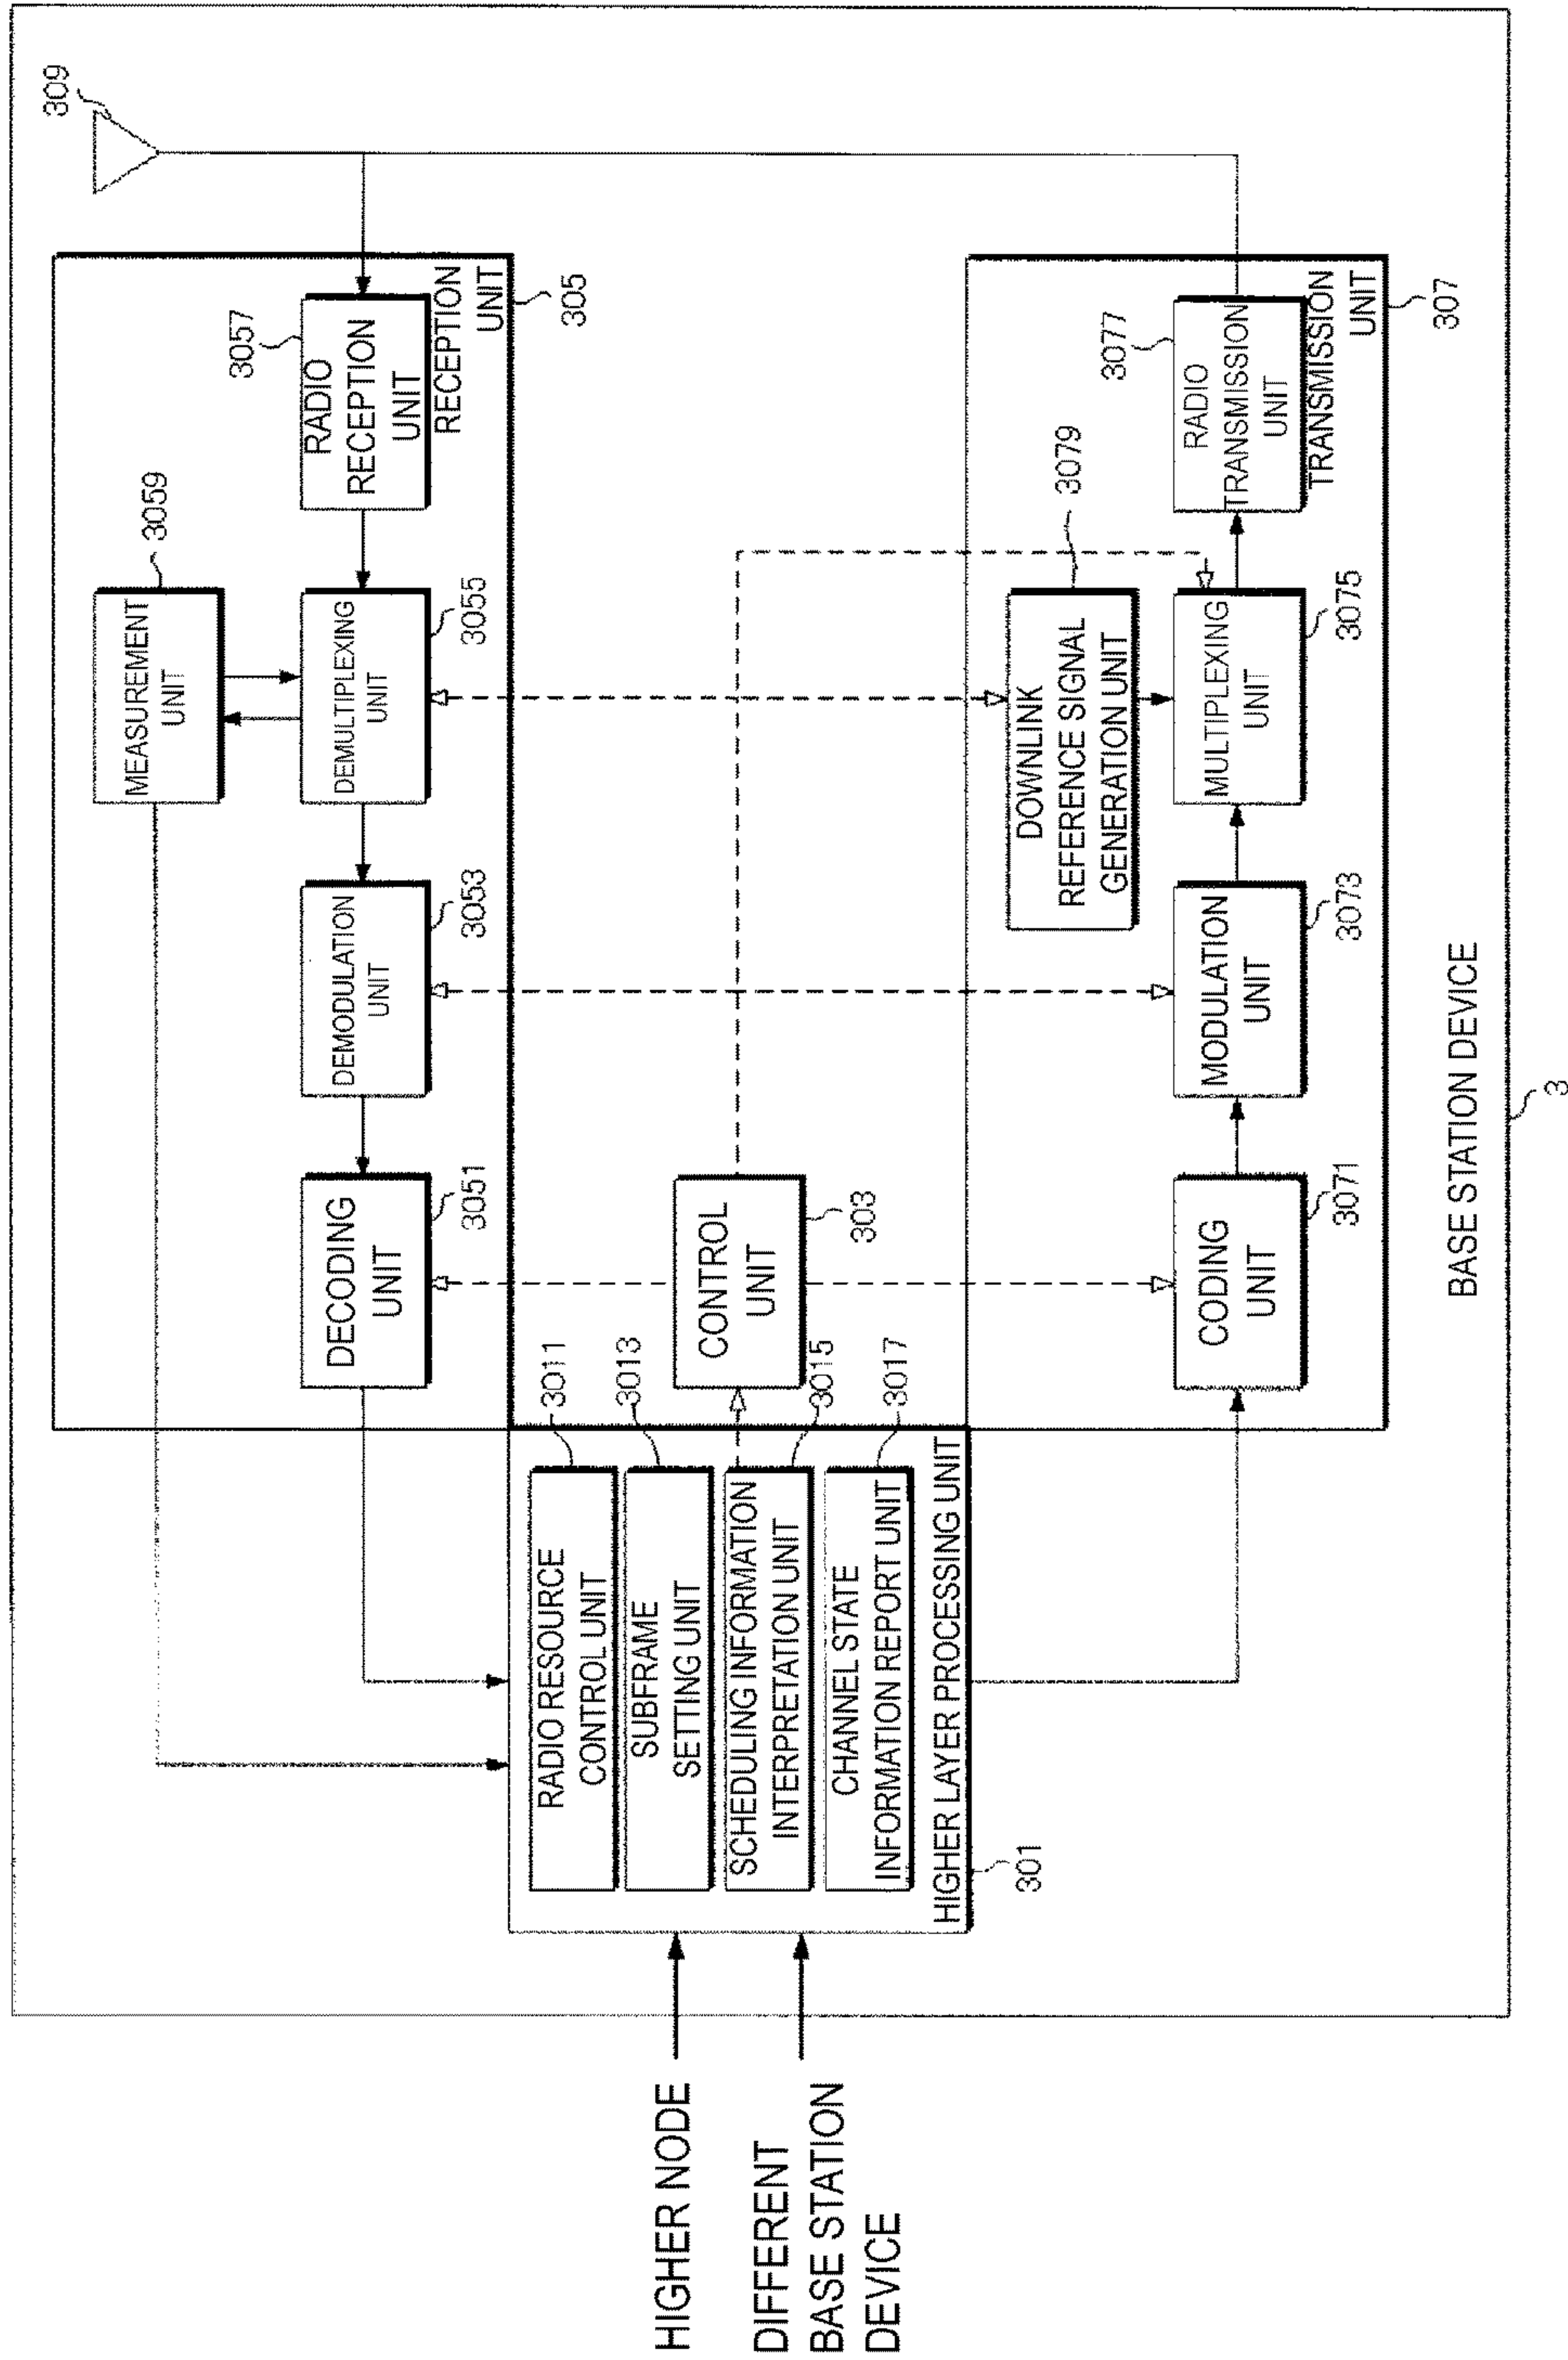 HIGHER NODE
DIFFERENT
BASE STATION
DEVICE
309
3059
MEASUREMENT
UNIT
3057
RADIO
RECEPTION
UNIT
RECEPTION
UNIT
305
DEMULTIPLEXING
UNIT
3055
DEMODULATION
UNIT
3053
DECODING
UNIT
3051
RADIO RESOURCE
CONTROL UNIT
3011
SUBFRAME
SETTING UNIT
3013
SCHEDULING INFORMATION
INTERPRETATION UNIT
3015
CHANNEL STATE
INFORMATION REPORT UNIT
3017
HIGHER LAYER PROCESSING UNIT
301
CONTROL
UNIT
303
3079
DOWNLINK
REFERENCE SIGNAL
GENERATION UNIT
CODING
UNIT
3071
MODULATION
UNIT
3073
MULTIPLEXING
UNIT
3075
3077
RADIO
TRANSMISSION
UNIT
TRANSMISSION
UNIT
307
BASE STATION DEVICE
3